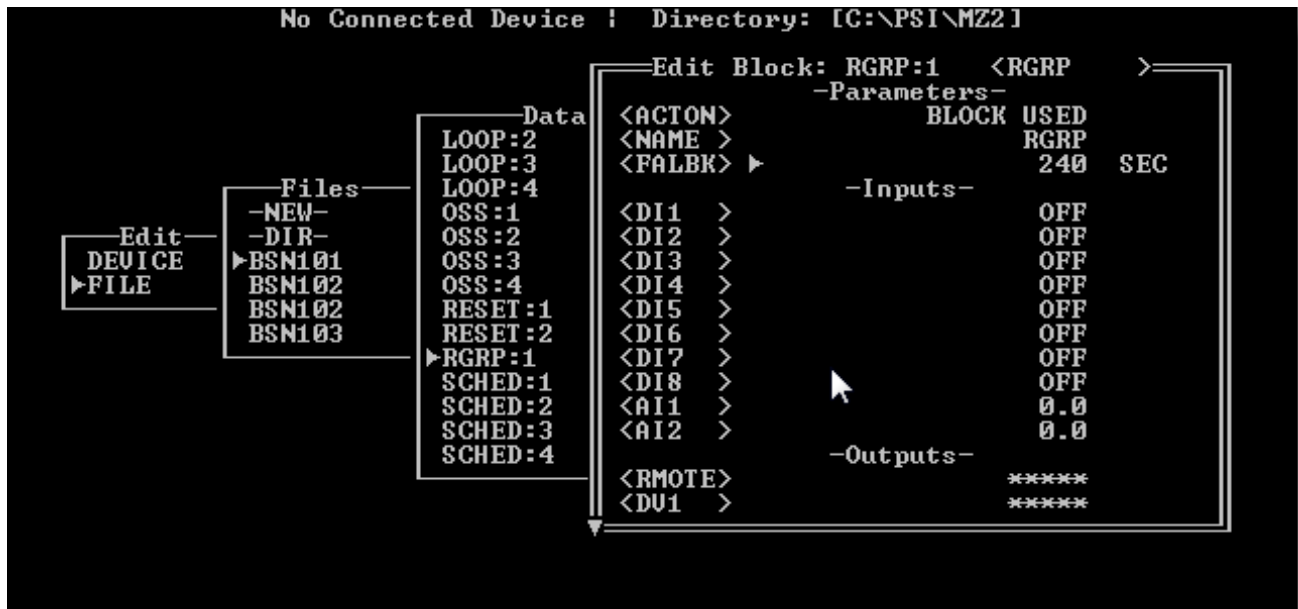 No Connected Device ¦ Directory: [C:\PSI\MZ2]
Edit
DEVICE
FILE
Files
-NEW-
-DIR-
BSN101
BSN102
BSN102
BSN103
Data
LOOP:2
LOOP:3
LOOP:4
OSS:1
OSS:2
OSS:3
OSS:4
RESET:1
RESET:2
RGRP:1
SCHED:1
SCHED:2
SCHED:3
SCHED:4
Edit Block: RGRP:1 <RGRP >
-Parameters-
<ACTON> BLOCK USED
<NAME > RGRP
<FALBK> 240 SEC
-Inputs-
<DI1 > OFF
<DI2 > OFF
<DI3 > OFF
<DI4 > OFF
<DI5 > OFF
<DI6 > OFF
<DI7 > OFF
<DI8 > OFF
<AI1 > 0.0
<AI2 > 0.0
-Outputs-
<RMOTE> *****
<DV1 > *****